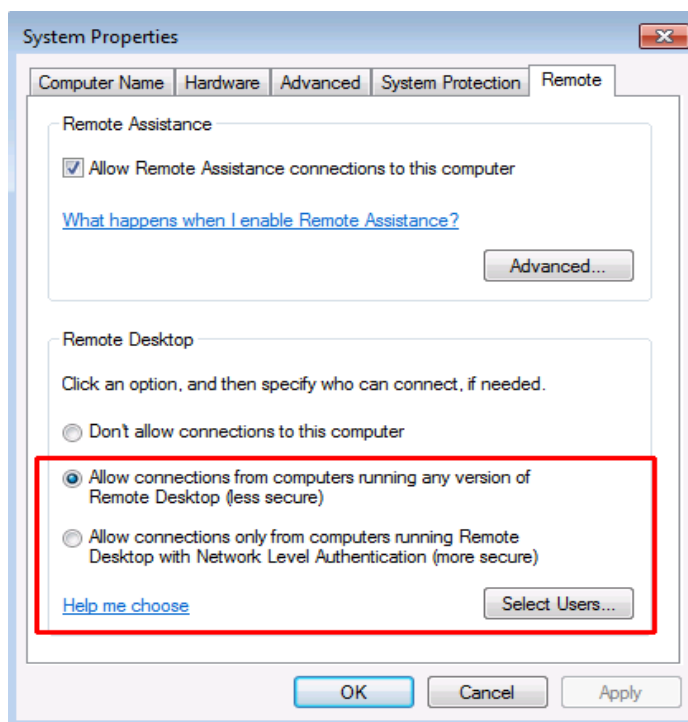 System Properties
Computer Name Hardware Advanced System Protection Remote
Remote Assistance
Allow Remote Assistance connections to this computer
What happens when I enable Remote Assistance?
Advanced...
Remote Desktop
Click an option, and then specify who can connect, if needed.
Don't allow connections to this computer
Allow connections from computers running any version of
Remote Desktop (less secure)
Allow connections only from computers running Remote
Desktop with Network Level Authentication (more secure)
Help me choose
Select Users...
OK Cancel Apply